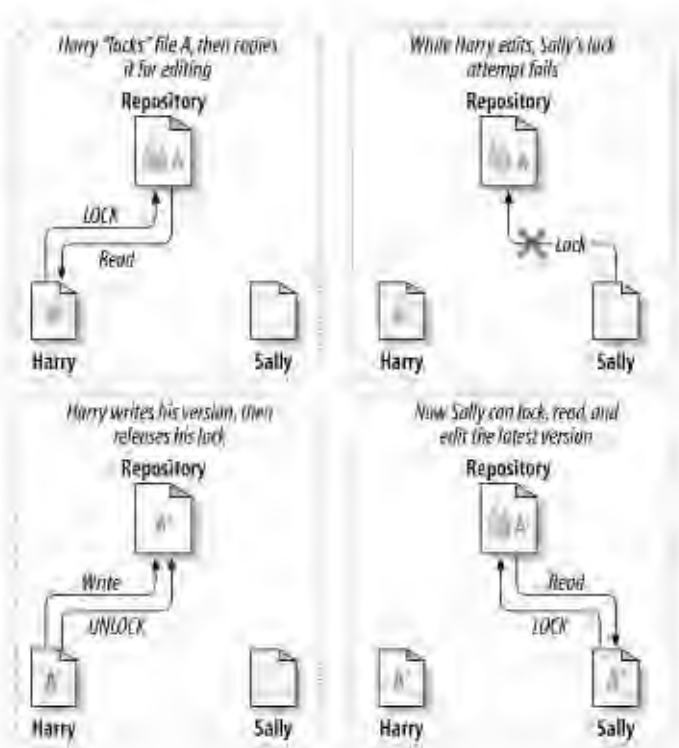 Harry "locks" file A, then copies
it for editing
Repository
A
LOCK
Read
Harry
Sally
While Harry edits, Sally's lock
attempt fails
Repository
A
Lock
Harry
Sally
Harry writes his version, then
releases his lock
Repository
A'
Write
UNLOCK
A'
Harry
Sally
Now Sally can lock, read, and
edit the latest version
Repository
A'
Read
LOCK
A'
A'
Harry
Sally